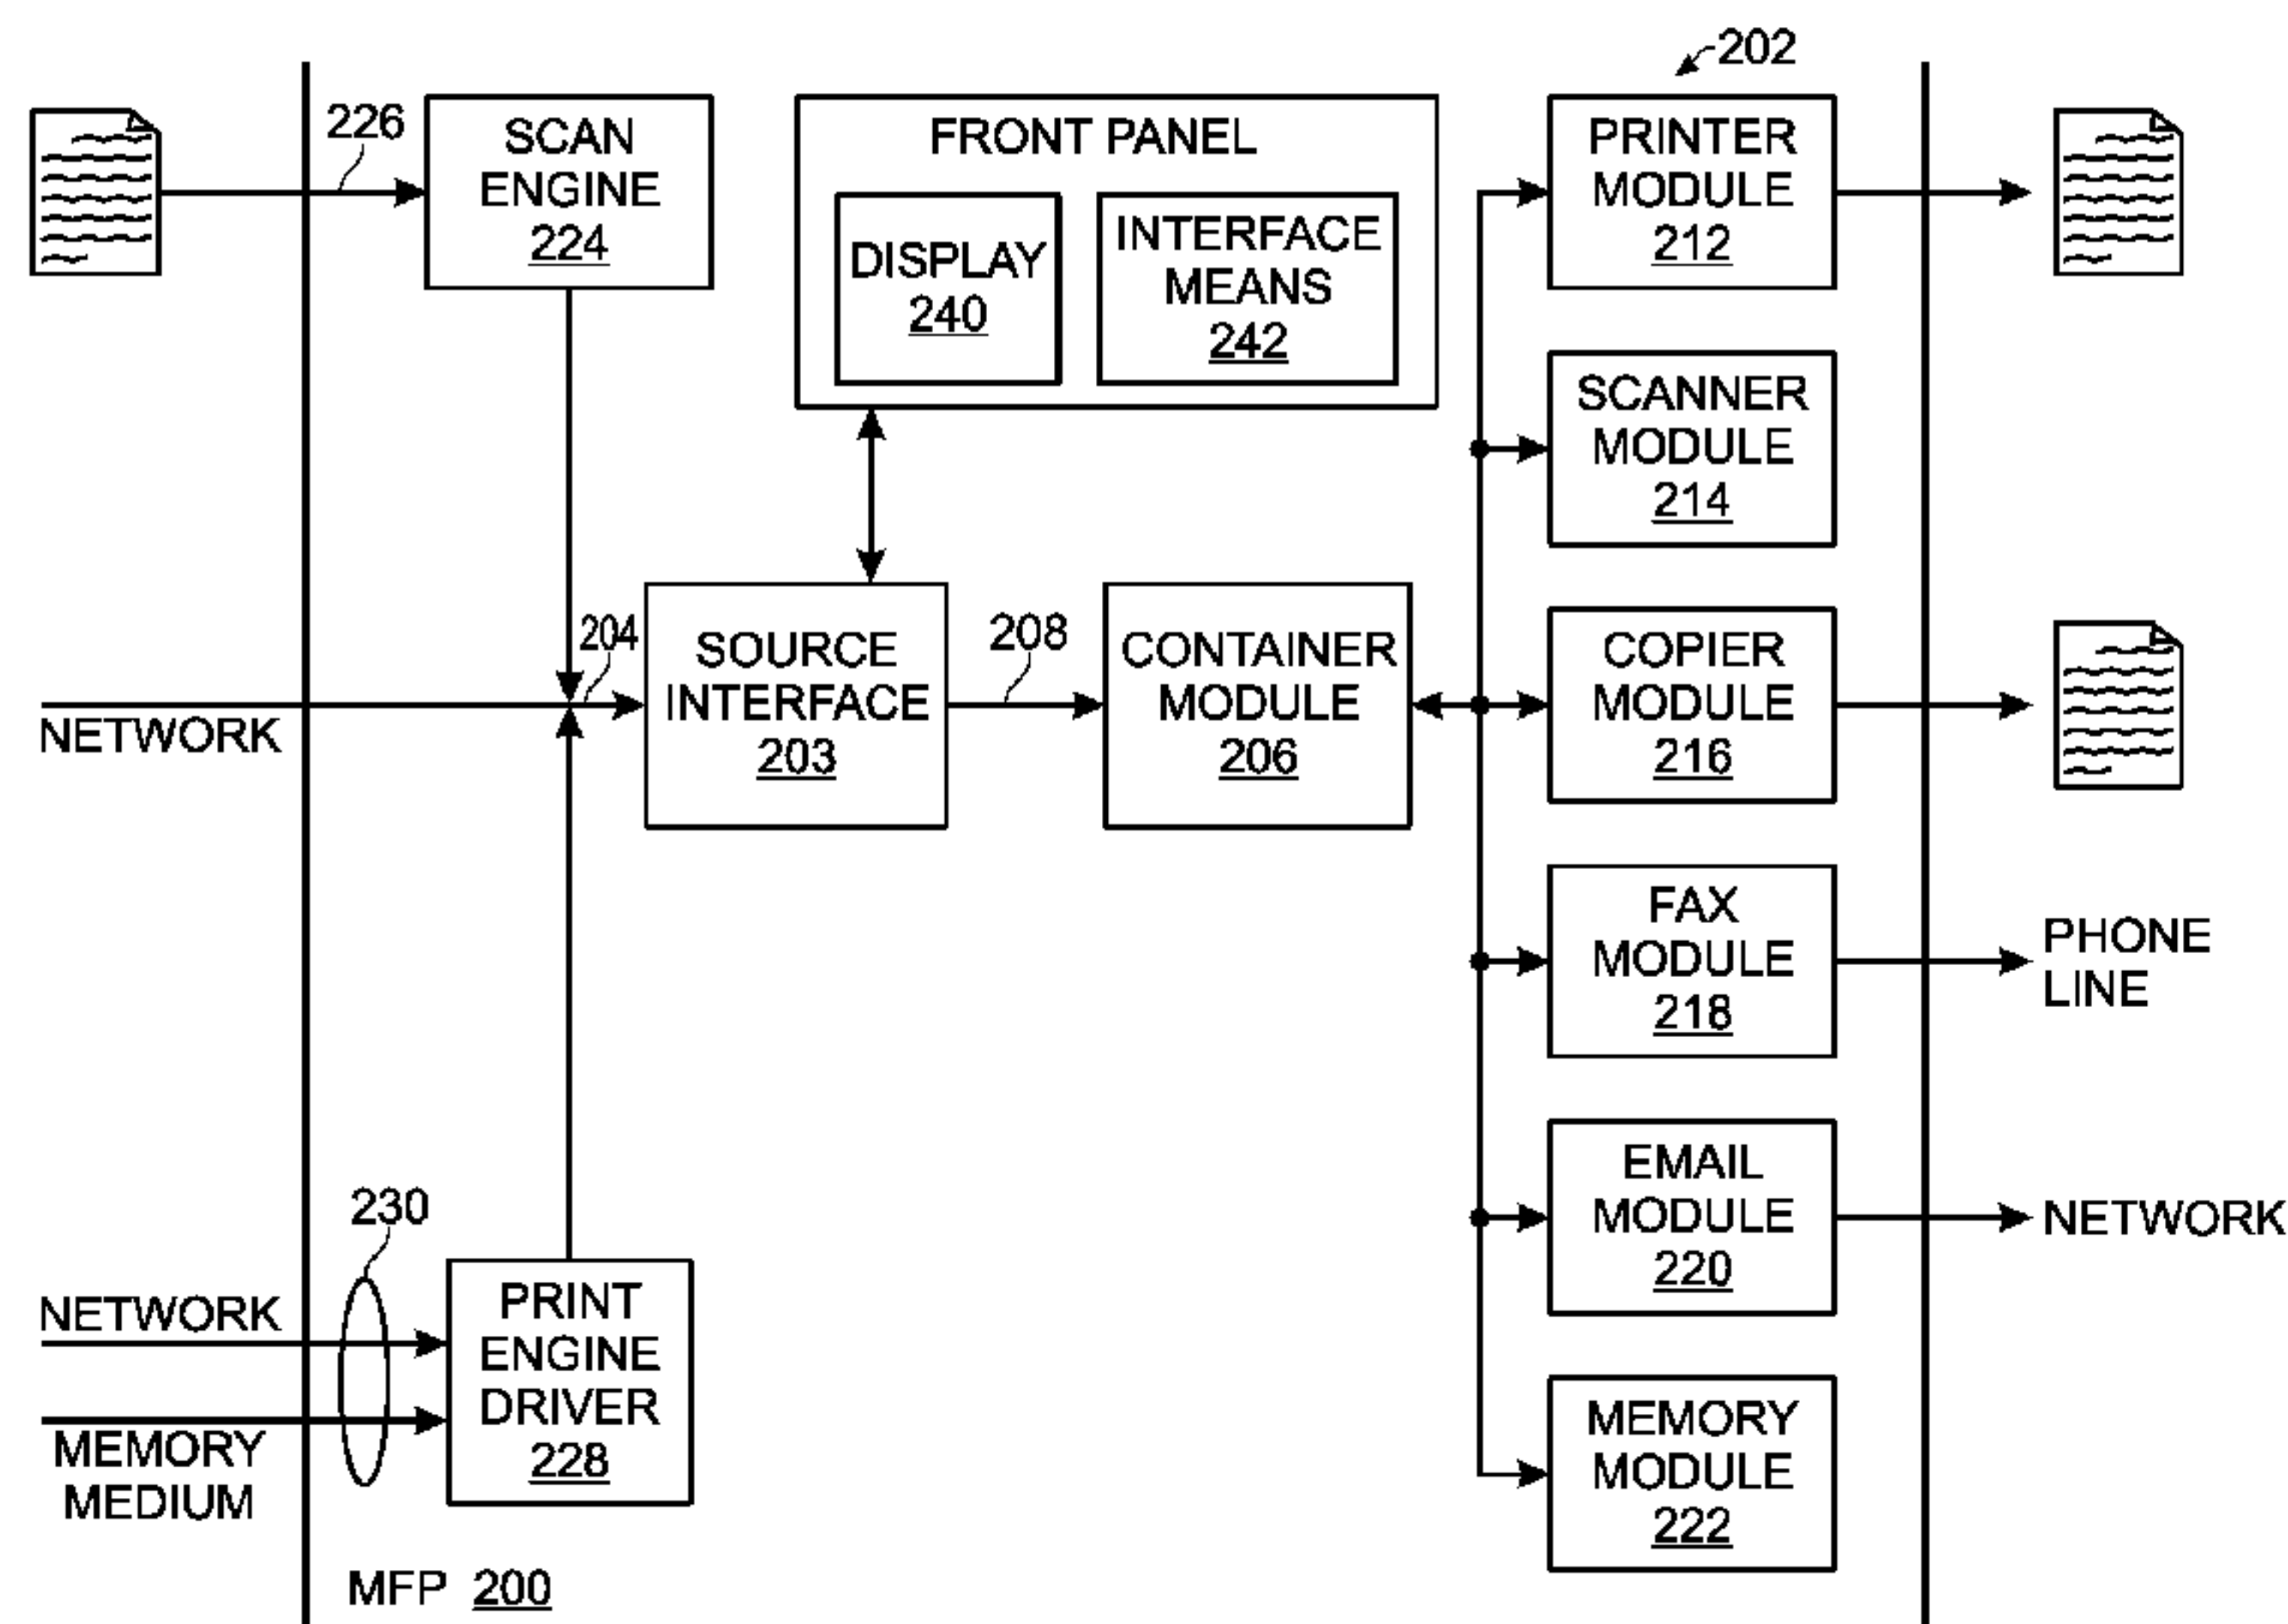 202
226
SCAN
ENGINE
224
FRONT PANEL
DISPLAY
240
INTERFACE
MEANS
242
PRINTER
MODULE
212
SCANNER
MODULE
214
NETWORK
204
SOURCE
INTERFACE
203
208
CONTAINER
MODULE
206
COPIER
MODULE
216
FAX
MODULE
218
PHONE
LINE
EMAIL
MODULE
220
NETWORK
230
NETWORK
MEMORY
MEDIUM
PRINT
ENGINE
DRIVER
228
MEMORY
MODULE
222
MFP 200